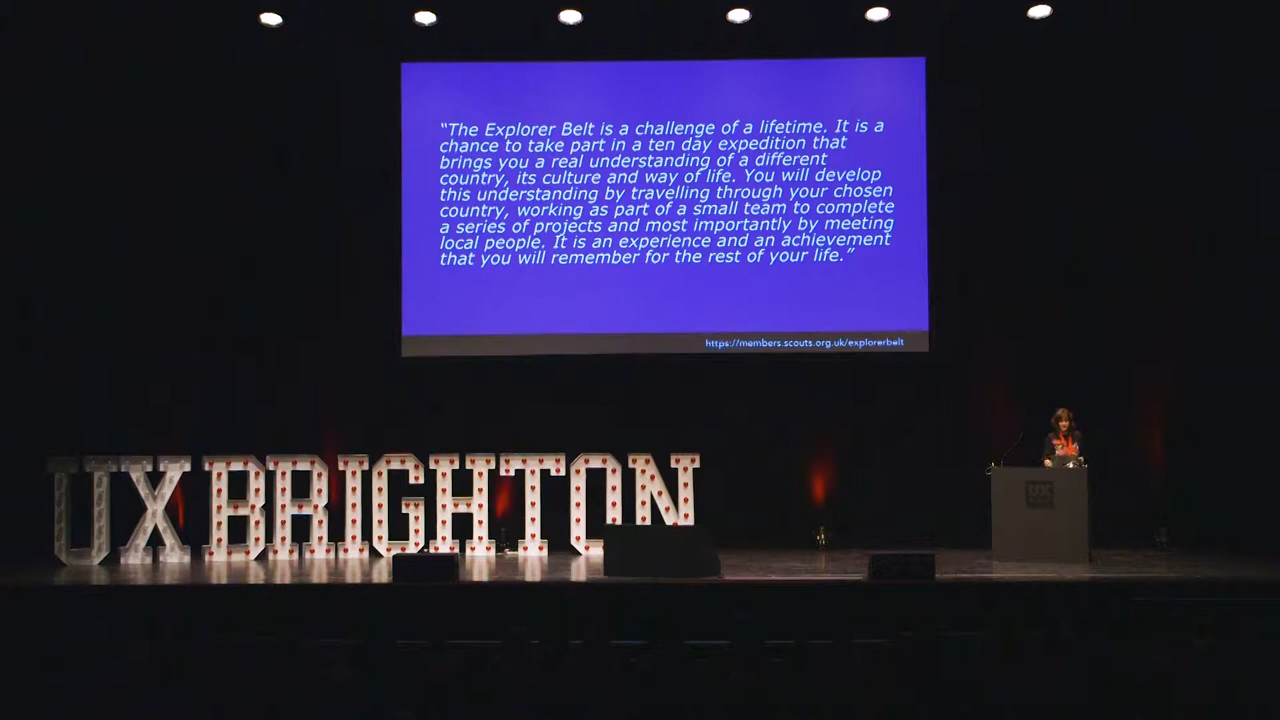 “The Explorer Belt is a challenge of a lifetime. It is a
chance to take part in a ten day expedition that
brings you a real understanding of a different
country, its culture and way of life. You will develop
this understanding by travelling through your chosen
country, working as part of a small team to complete
a series of projects and most importantly by meeting
local people. It is an experience and an achievement
that you will remember for the rest of your life.”
https://members.scouts.org.uk/explorerbelt
UX BRIGHTON
UX